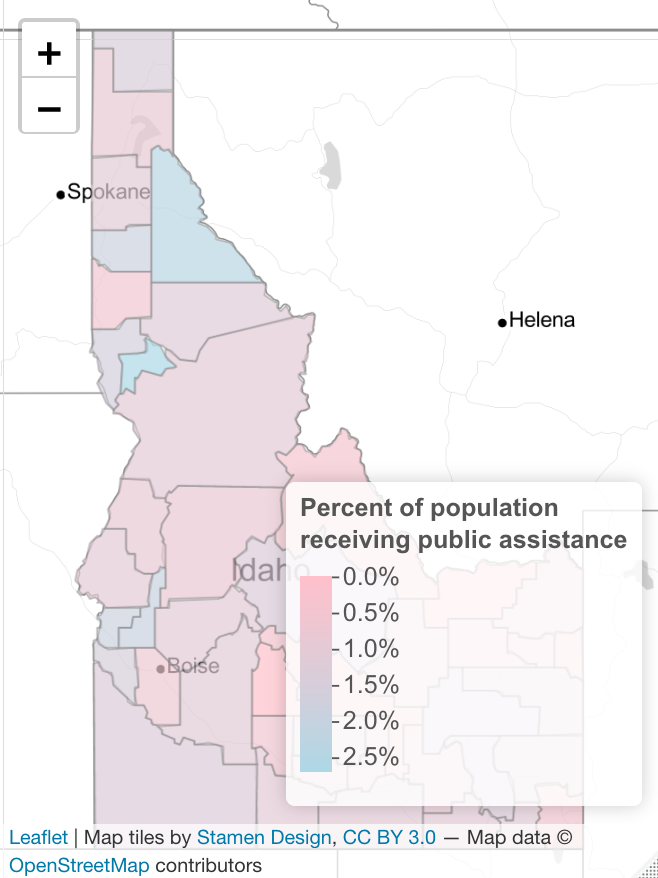 +
−
Spokane
Helena
Percent of population
receiving public assistance
Idaho
0.0%
0.5%
1.0%
1.5%
2.0%
2.5%
Boise
Leaflet | Map tiles by Stamen Design, CC BY 3.0 — Map data ©
OpenStreetMap contributors